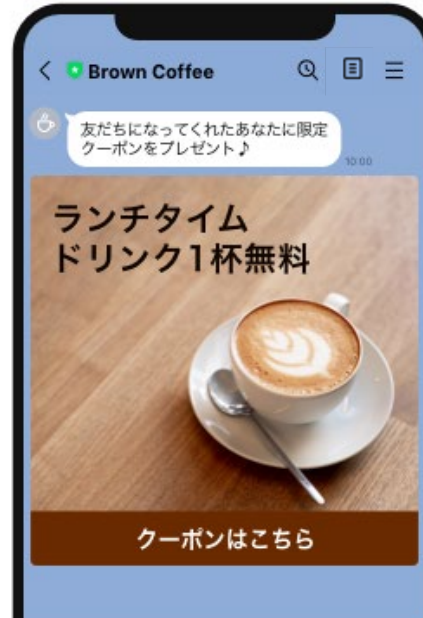 Brown Coffee
友だちになってくれたあなたに限定
クーポンをプレゼント♪
10:00
ランチタイム
ドリンク1杯無料
クーポンはこちら